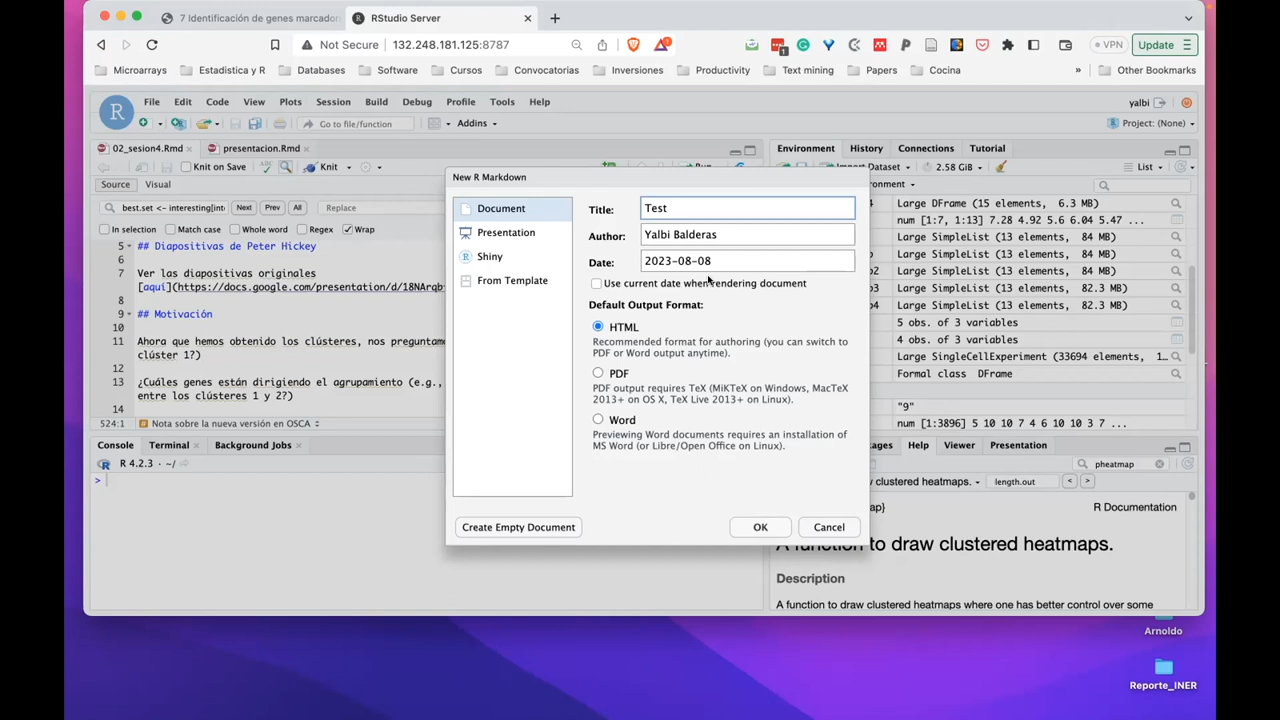 7 Identificación de genes marcador
RStudio Server
Not Secure 132.248.181.125:8787
VPN
Update
Microarrays Estadistica y R Databases Software Cursos Convocatorias Inversiones Productivity Text mining Papers Cocina » Other Bookmarks
File Edit Code View Plots Session Build Debug Profile Tools Help
yalbi
Go to file/function Addins
Project: (None)
02_sesion4.Rmd presentacion.Rmd
Environment History Connections Tutorial
Knit on Save Knit
2.58 GiB List
Source Visual
best.set <- interesting[int Next Prev All Replace
In selection Match case Whole word Regex Wrap
5 ## Diapositivas de Peter Hickey
6
7 Ver las diapositivas originales
[aquí](https://docs.google.com/presentation/d/18NArqb
8
9 ## Motivación
10
11 Ahora que hemos obtenido los clústeres, nos preguntam
clúster 1?)
12
13 ¿Cuáles genes están dirigiendo el agrupamiento (e.g.,
entre los clústeres 1 y 2?)
14
524:1 Nota sobre la nueva versión en OSCA
Console Terminal Background Jobs
R 4.2.3 · ~/
>
New R Markdown
Document
Presentation
Shiny
From Template
Title: Test
Author: Yalbi Balderas
Date: 2023-08-08
Use current date when rendering document
Default Output Format:
HTML
Recommended format for authoring (you can switch to
PDF or Word output anytime).
PDF
PDF output requires TeX (MiKTeX on Windows, MacTeX
2013+ on OS X, TeX Live 2013+ on Linux).
Word
Previewing Word documents requires an installation of
MS Word (or Libre/Open Office on Linux).
Create Empty Document OK Cancel
Large DFrame (15 elements, 6.3 MB)
num [1:7, 1:13] 7.28 4.92 5.6 6.04 5.47 ...
Large SimpleList (13 elements, 84 MB)
Large SimpleList (13 elements, 84 MB)
p2 Large SimpleList (13 elements, 84 MB)
p3 Large SimpleList (13 elements, 82.3 MB)
p4 Large SimpleList (13 elements, 82.3 MB)
5 obs. of 3 variables
4 obs. of 3 variables
Large SingleCellExperiment (33694 elements, 1…
Formal class DFrame
"9"
num [1:3896] 5 10 10 7 4 6 10 10 3 7 ...
Help Viewer Presentation
pheatmap
clustered heatmaps. length.out
R Documentation
A function to draw clustered heatmaps.
Description
A function to draw clustered heatmaps where one has better control over some
Arnoldo
Reporte_INER